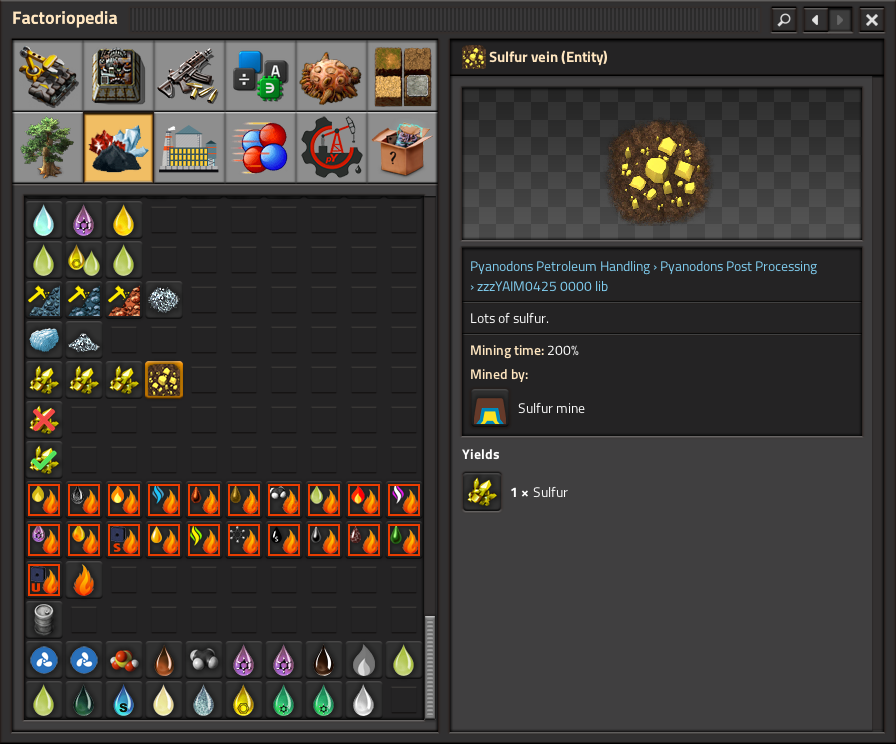 Factoriopedia
Sulfur vein (Entity)
Pyanodons Petroleum Handling › Pyanodons Post Processing
› zzzYAIM0425 0000 lib
Lots of sulfur.
Mining time: 200%
Mined by:
Sulfur mine
Yields
1 × Sulfur
A
?
S
U
S